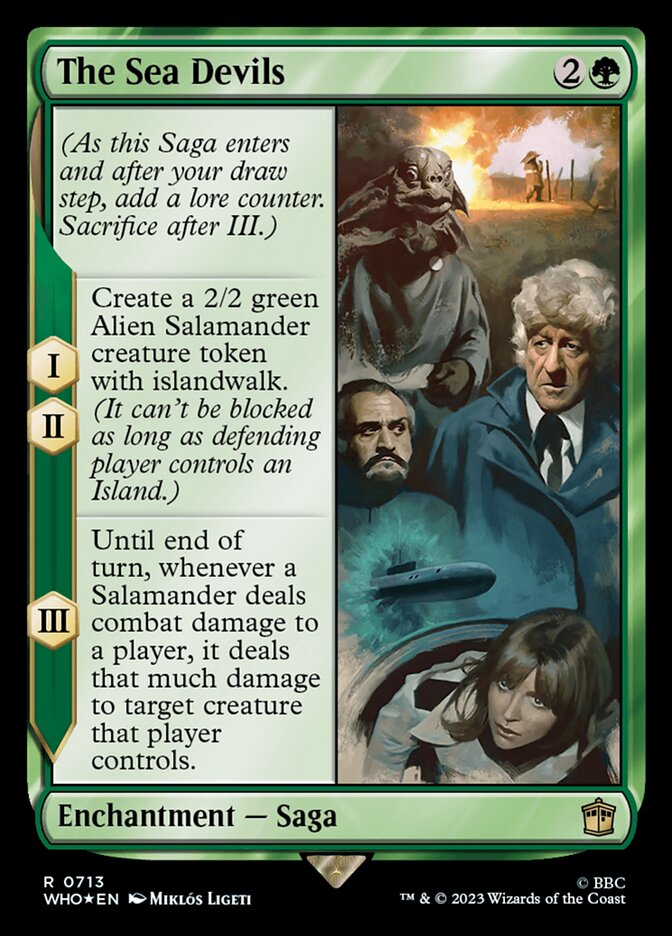 The Sea Devils 2
(As this Saga enters
and after your draw
step, add a lore counter.
Sacrifice after III.)
I
II
Create a 2/2 green
Alien Salamander
creature token
with islandwalk.
(It can't be blocked
as long as defending
player controls an
Island.)
III
Until end of
turn, whenever a
Salamander deals
combat damage to
a player, it deals
that much damage
to target creature
that player
controls.
Enchantment — Saga
R 0713
WHO★EN Miklós Ligeti
© BBC
™ & © 2023 Wizards of the Coast